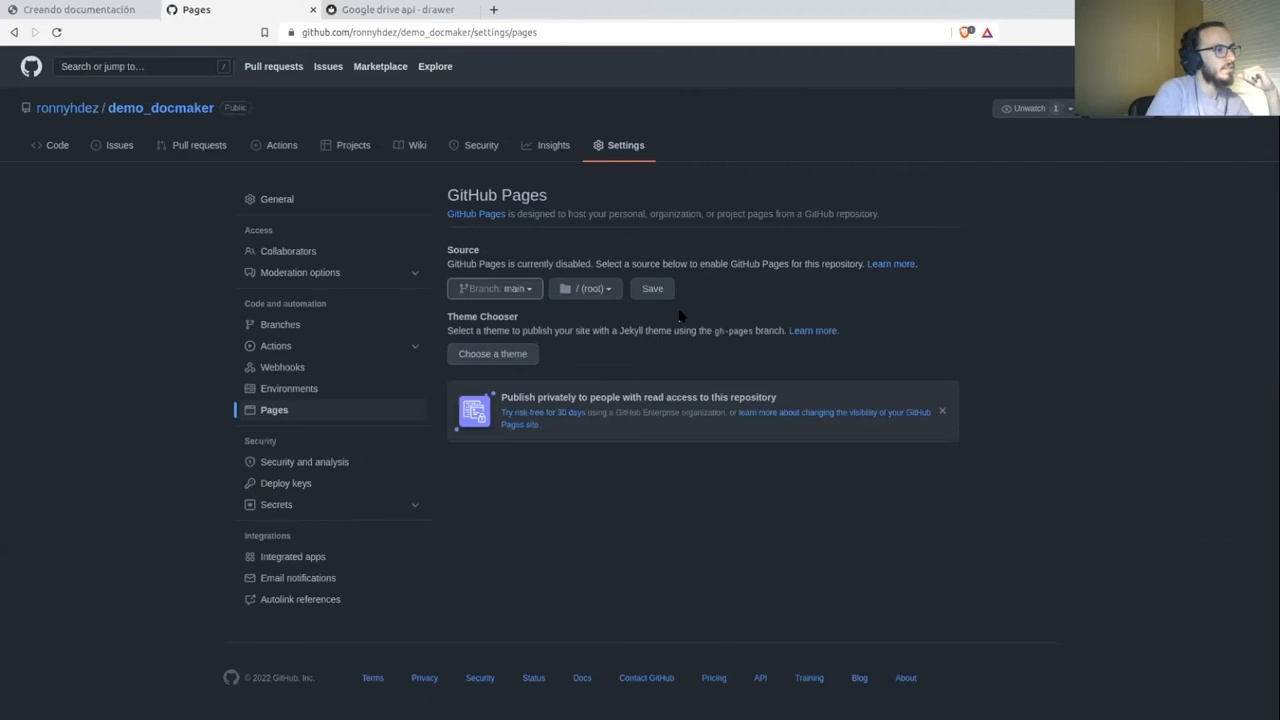 Creando documentación
Pages
Google drive api - drawer
github.com/ronnyhdez/demo_docmaker/settings/pages
1
Search or jump to…
/
Pull requests
Issues
Marketplace
Explore
ronnyhdez / demo_docmaker
Public
Unwatch 1
Code
Issues
Pull requests
Actions
Projects
Wiki
Security
Insights
Settings
General
Access
Collaborators
Moderation options
Code and automation
Branches
Actions
Webhooks
Environments
Pages
Security
Security and analysis
Deploy keys
Secrets
Integrations
Integrated apps
Email notifications
Autolink references
GitHub Pages
GitHub Pages is designed to host your personal, organization, or project pages from a GitHub repository.
Source
GitHub Pages is currently disabled. Select a source below to enable GitHub Pages for this repository. Learn more.
Branch: main
/ (root)
Save
Theme Chooser
Select a theme to publish your site with a Jekyll theme using the gh-pages branch. Learn more.
Choose a theme
Publish privately to people with read access to this repository
Try risk-free for 30 days using a GitHub Enterprise organization, or learn more about changing the visibility of your GitHub
Pages site.
© 2022 GitHub, Inc.
Terms
Privacy
Security
Status
Docs
Contact GitHub
Pricing
API
Training
Blog
About